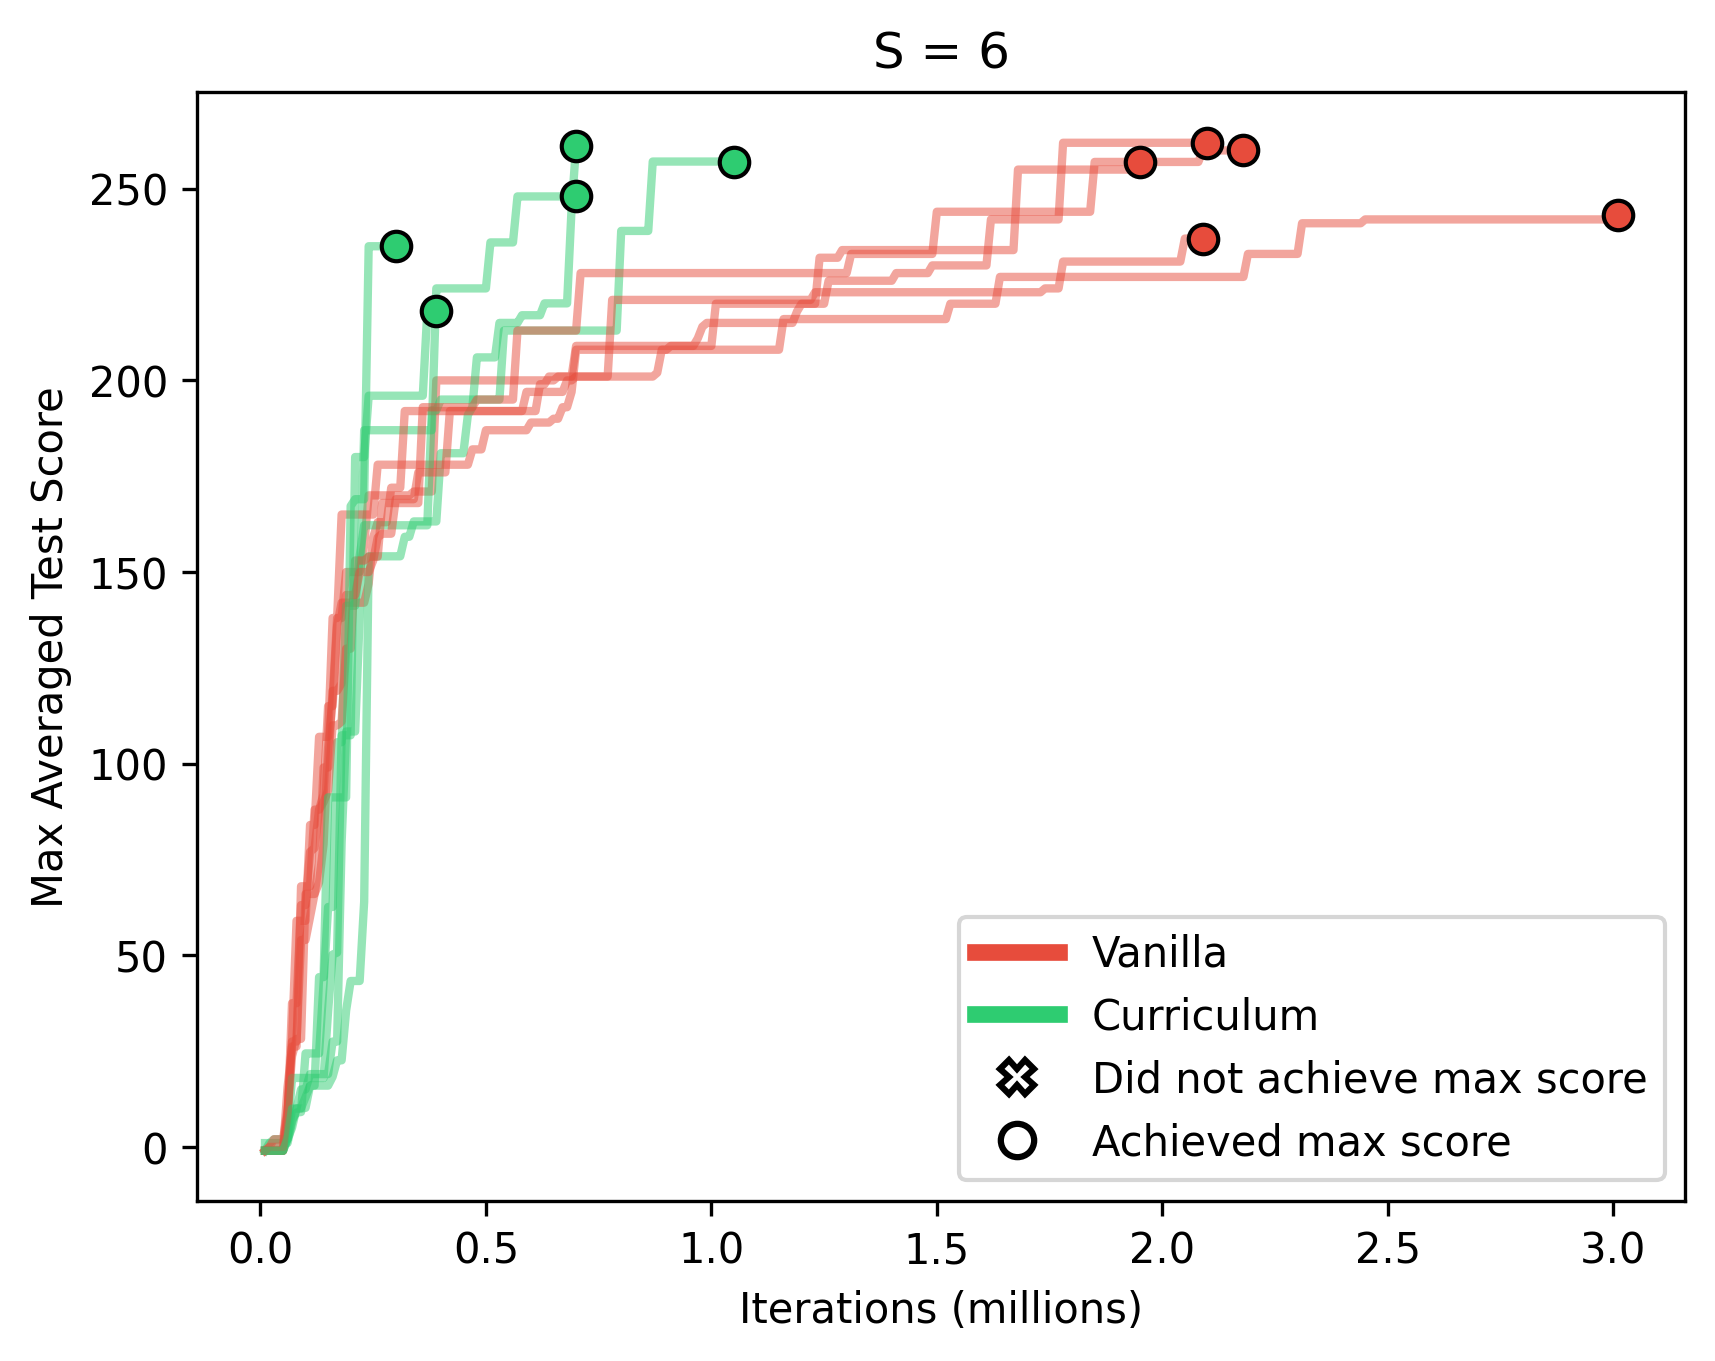 S = 6
Max Averaged Test Score
250
200
150
100
50
0
Vanilla
Curriculum
Did not achieve max score
Achieved max score
0.0 0.5 1.0 1.5 2.0 2.5 3.0
Iterations (millions)